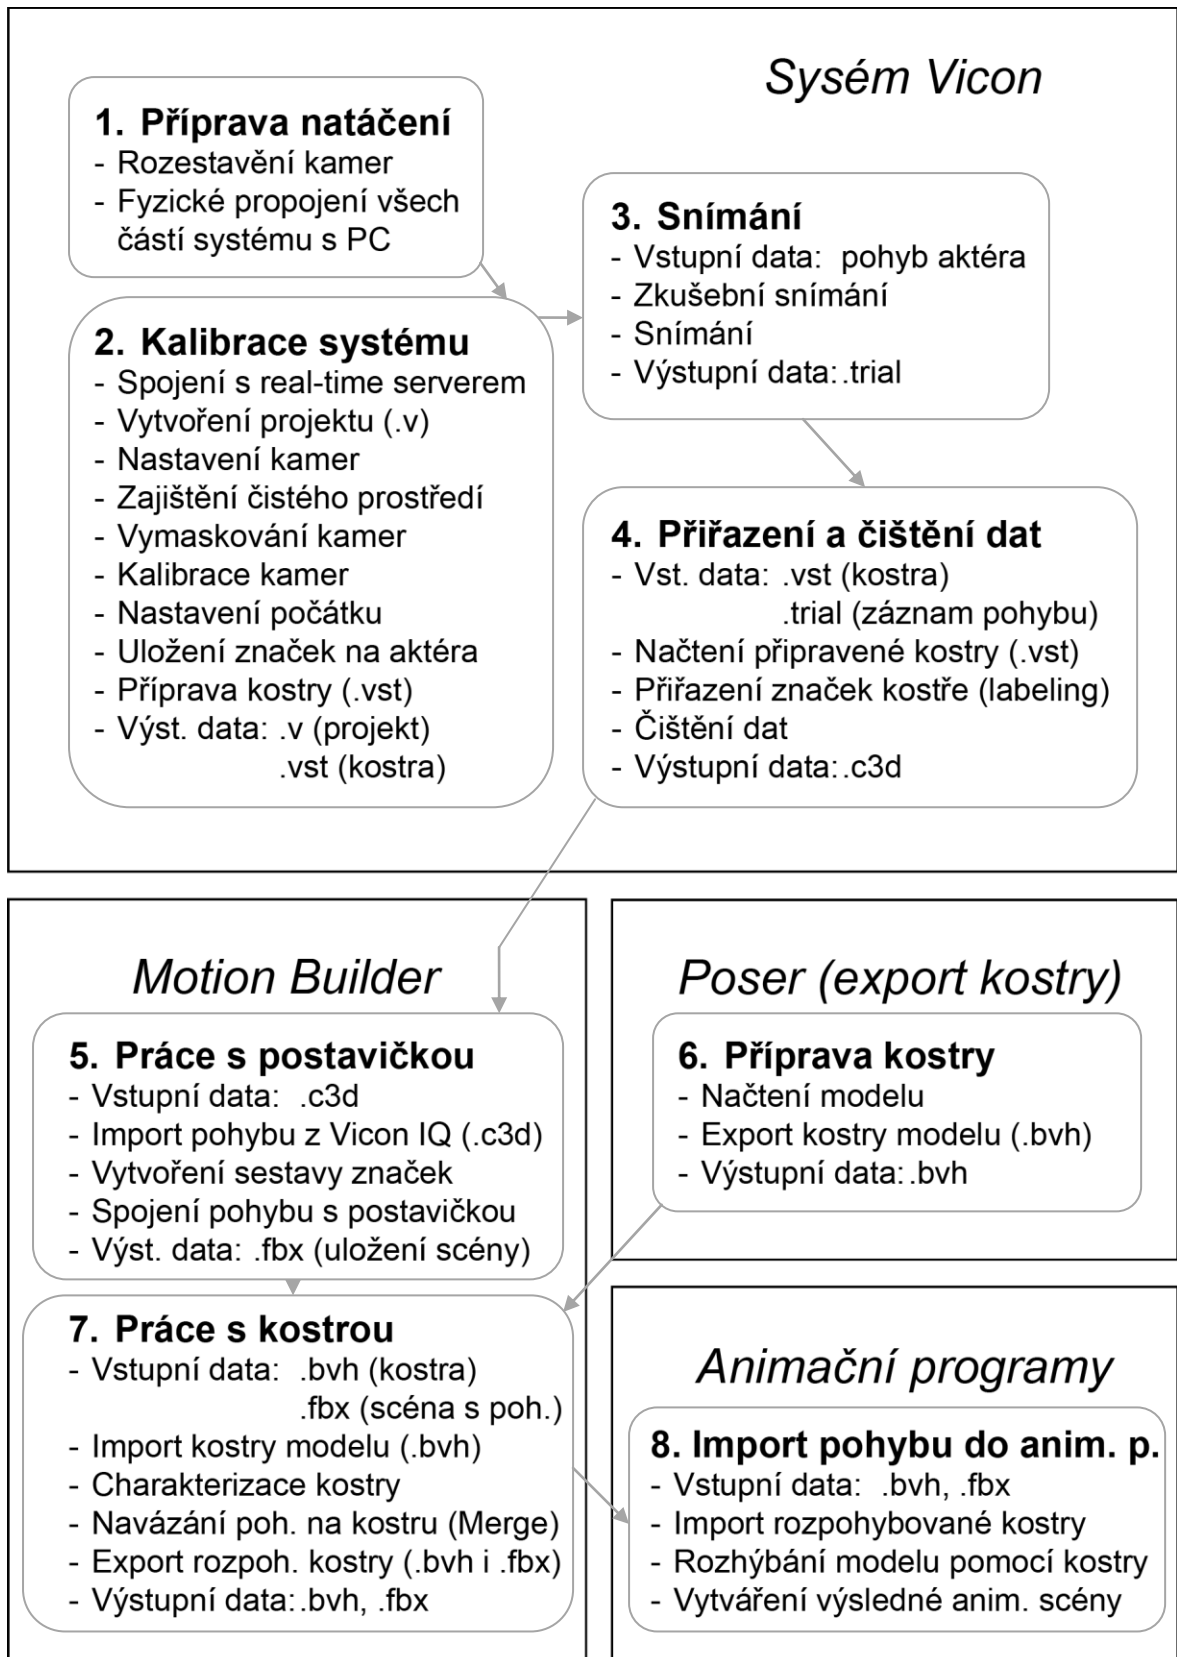 Sysém Vicon
1. Příprava natáčení
- Rozestavění kamer
- Fyzické propojení všech
částí systému s PC
2. Kalibrace systému
- Spojení s real-time serverem
- Vytvoření projektu (.v)
- Nastavení kamer
- Zajištění čistého prostředí
- Vymaskování kamer
- Kalibrace kamer
- Nastavení počátku
- Uložení značek na aktéra
- Příprava kostry (.vst)
- Výst. data: .v (projekt)
.vst (kostra)
3. Snímání
- Vstupní data: pohyb aktéra
- Zkušební snímání
- Snímání
- Výstupní data: .trial
4. Přiřazení a čištění dat
- Vst. data: .vst (kostra)
.trial (záznam pohybu)
- Načtení připravené kostry (.vst)
- Přiřazení značek kostře (labeling)
- Čištění dat
- Výstupní data: .c3d
Motion Builder
5. Práce s postavičkou
- Vstupní data: .c3d
- Import pohybu z Vicon IQ (.c3d)
- Vytvoření sestavy značek
- Spojení pohybu s postavičkou
- Výst. data: .fbx (uložení scény)
Poser (export kostry)
6. Příprava kostry
- Načtení modelu
- Export kostry modelu (.bvh)
- Výstupní data: .bvh
7. Práce s kostrou
- Vstupní data: .bvh (kostra)
.fbx (scéna s poh.)
- Import kostry modelu (.bvh)
- Charakterizace kostry
- Navázání poh. na kostru (Merge)
- Export rozpoh. kostry (.bvh i .fbx)
- Výstupní data: .bvh, .fbx
Animační programy
8. Import pohybu do anim. p.
- Vstupní data: .bvh, .fbx
- Import rozpohybované kostry
- Rozhýbání modelu pomocí kostry
- Vytváření výsledné anim. scény